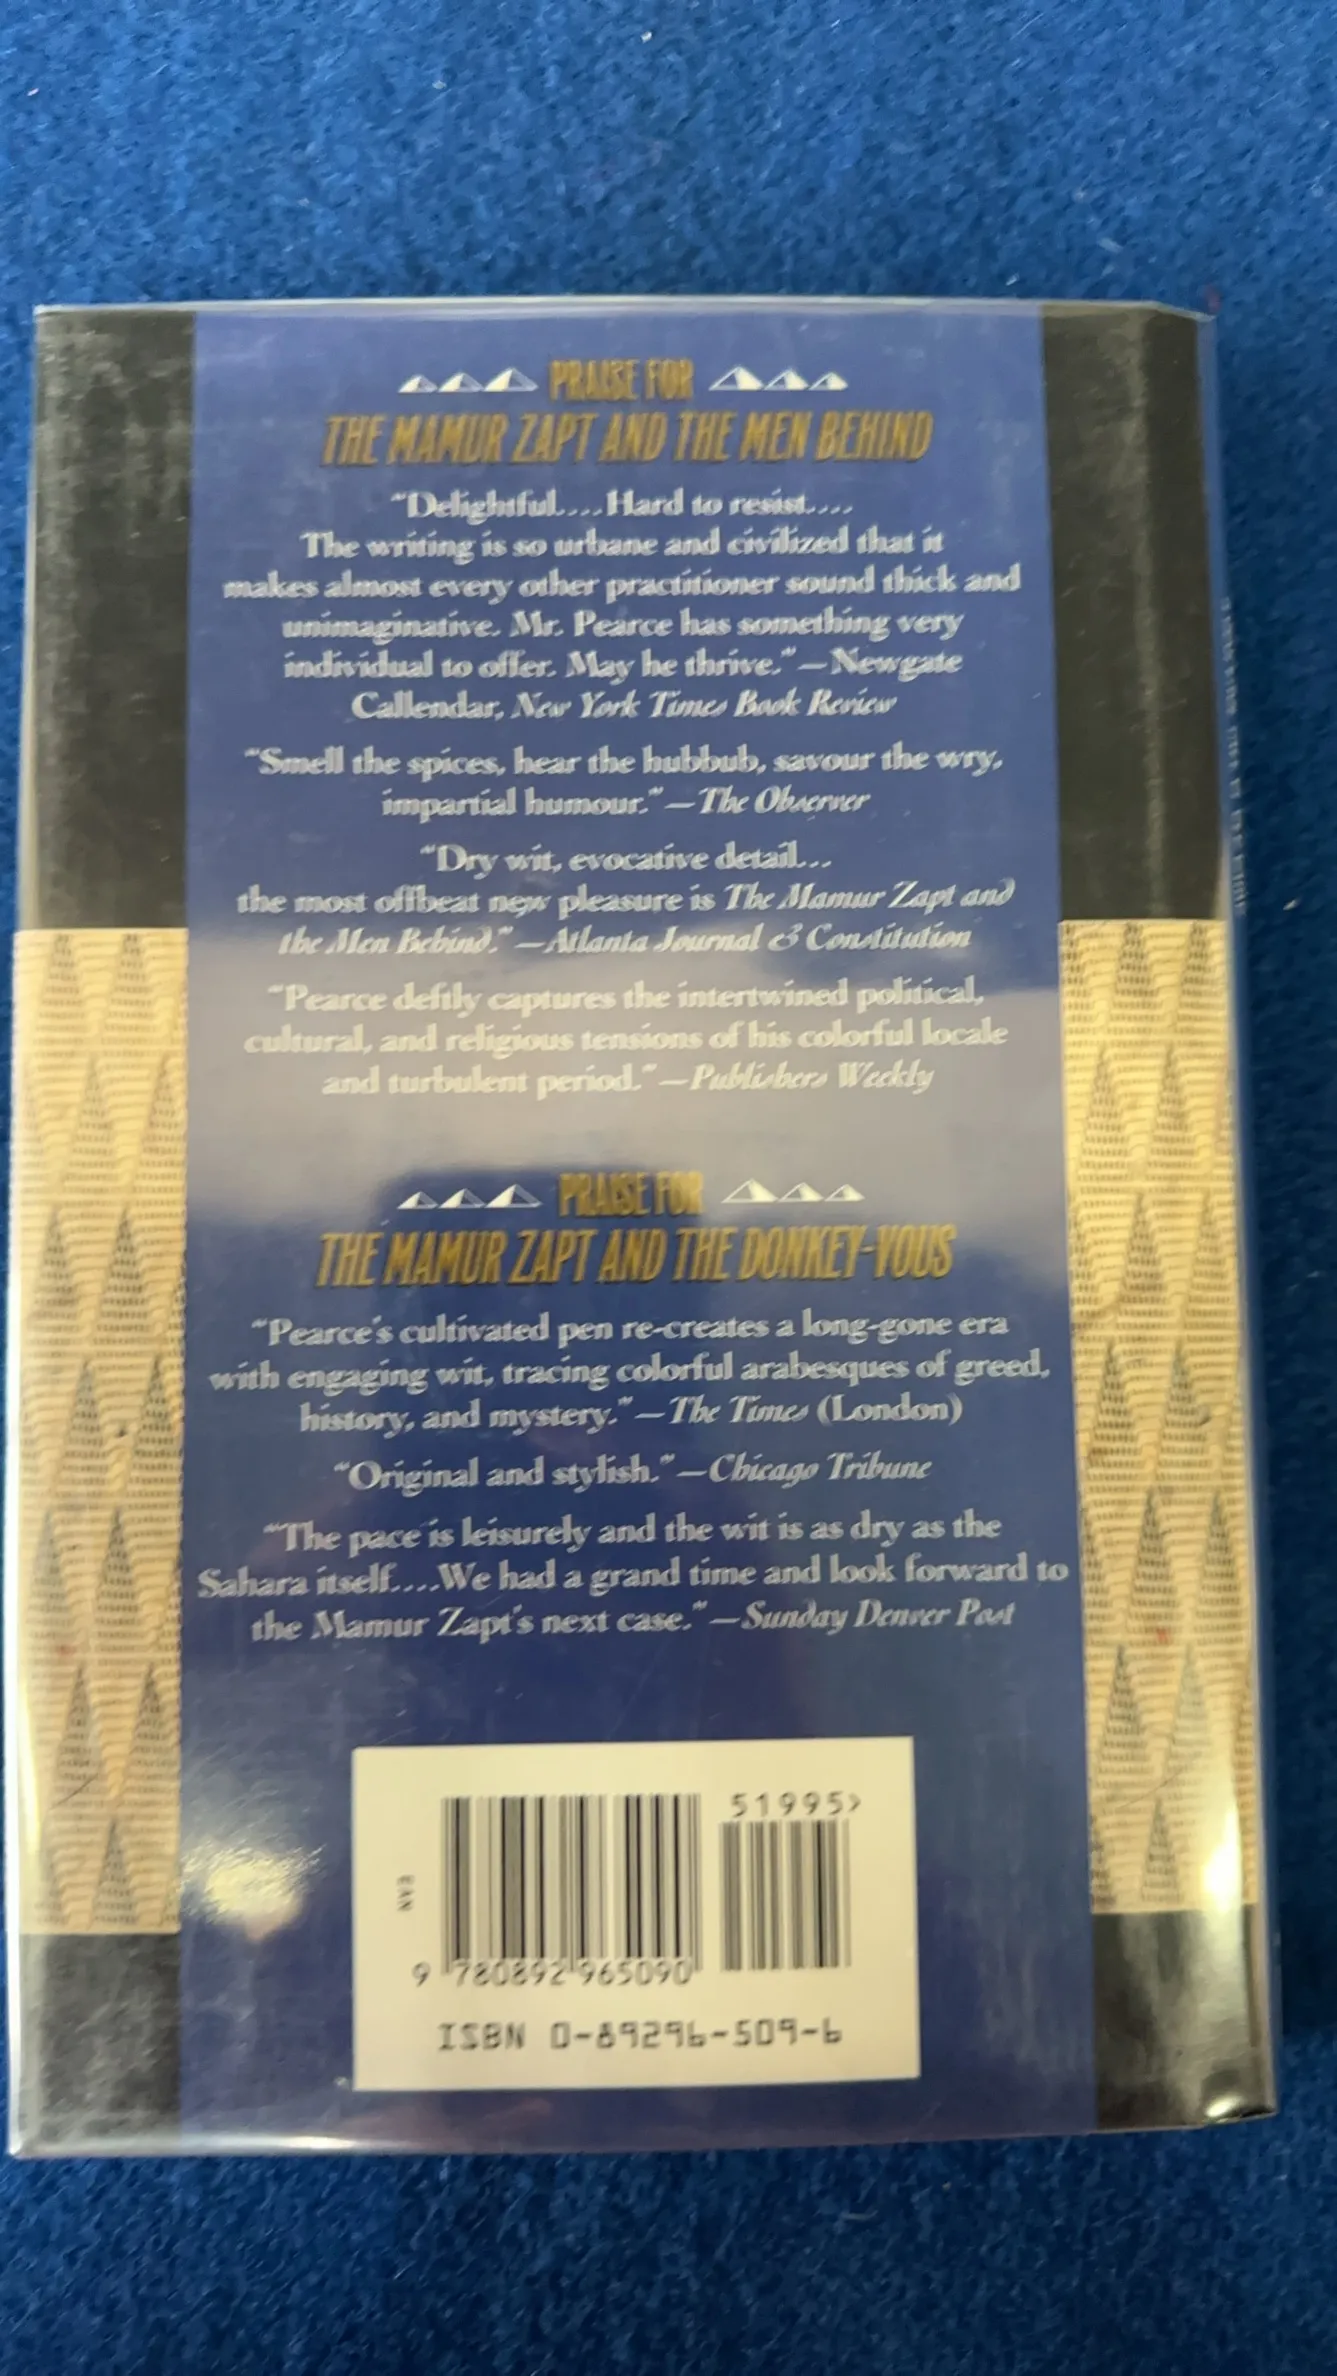 PRAISE FOR
THE MAMUR ZAPT AND THE MEN BEHIND
"Delightful....Hard to resist....
The writing is so urbane and civilized that it
makes almost every other practitioner sound thick and
unimaginative. Mr. Pearce has something very
individual to offer. May he thrive."—Newgate
Callendar, New York Times Book Review
"Smell the spices, hear the hubbub, savour the wry,
impartial humour."—The Observer
"Dry wit, evocative detail...
the most offbeat new pleasure is The Mamur Zapt and
the Men Behind."—Atlanta Journal & Constitution
"Pearce deftly captures the intertwined political,
cultural, and religious tensions of his colorful locale
and turbulent period."—Publishers Weekly
PRAISE FOR
THE MAMUR ZAPT AND THE DONKEY-VOUS
"Pearce's cultivated pen re-creates a long-gone era
with engaging wit, tracing colorful arabesques of greed,
history, and mystery."—The Times (London)
"Original and stylish."—Chicago Tribune
"The pace is leisurely and the wit is as dry as the
Sahara itself....We had a grand time and look forward to
the Mamur Zapt's next case."—Sunday Denver Post
51995>
EAN
9 780892 965090
ISBN 0-89296-509-6